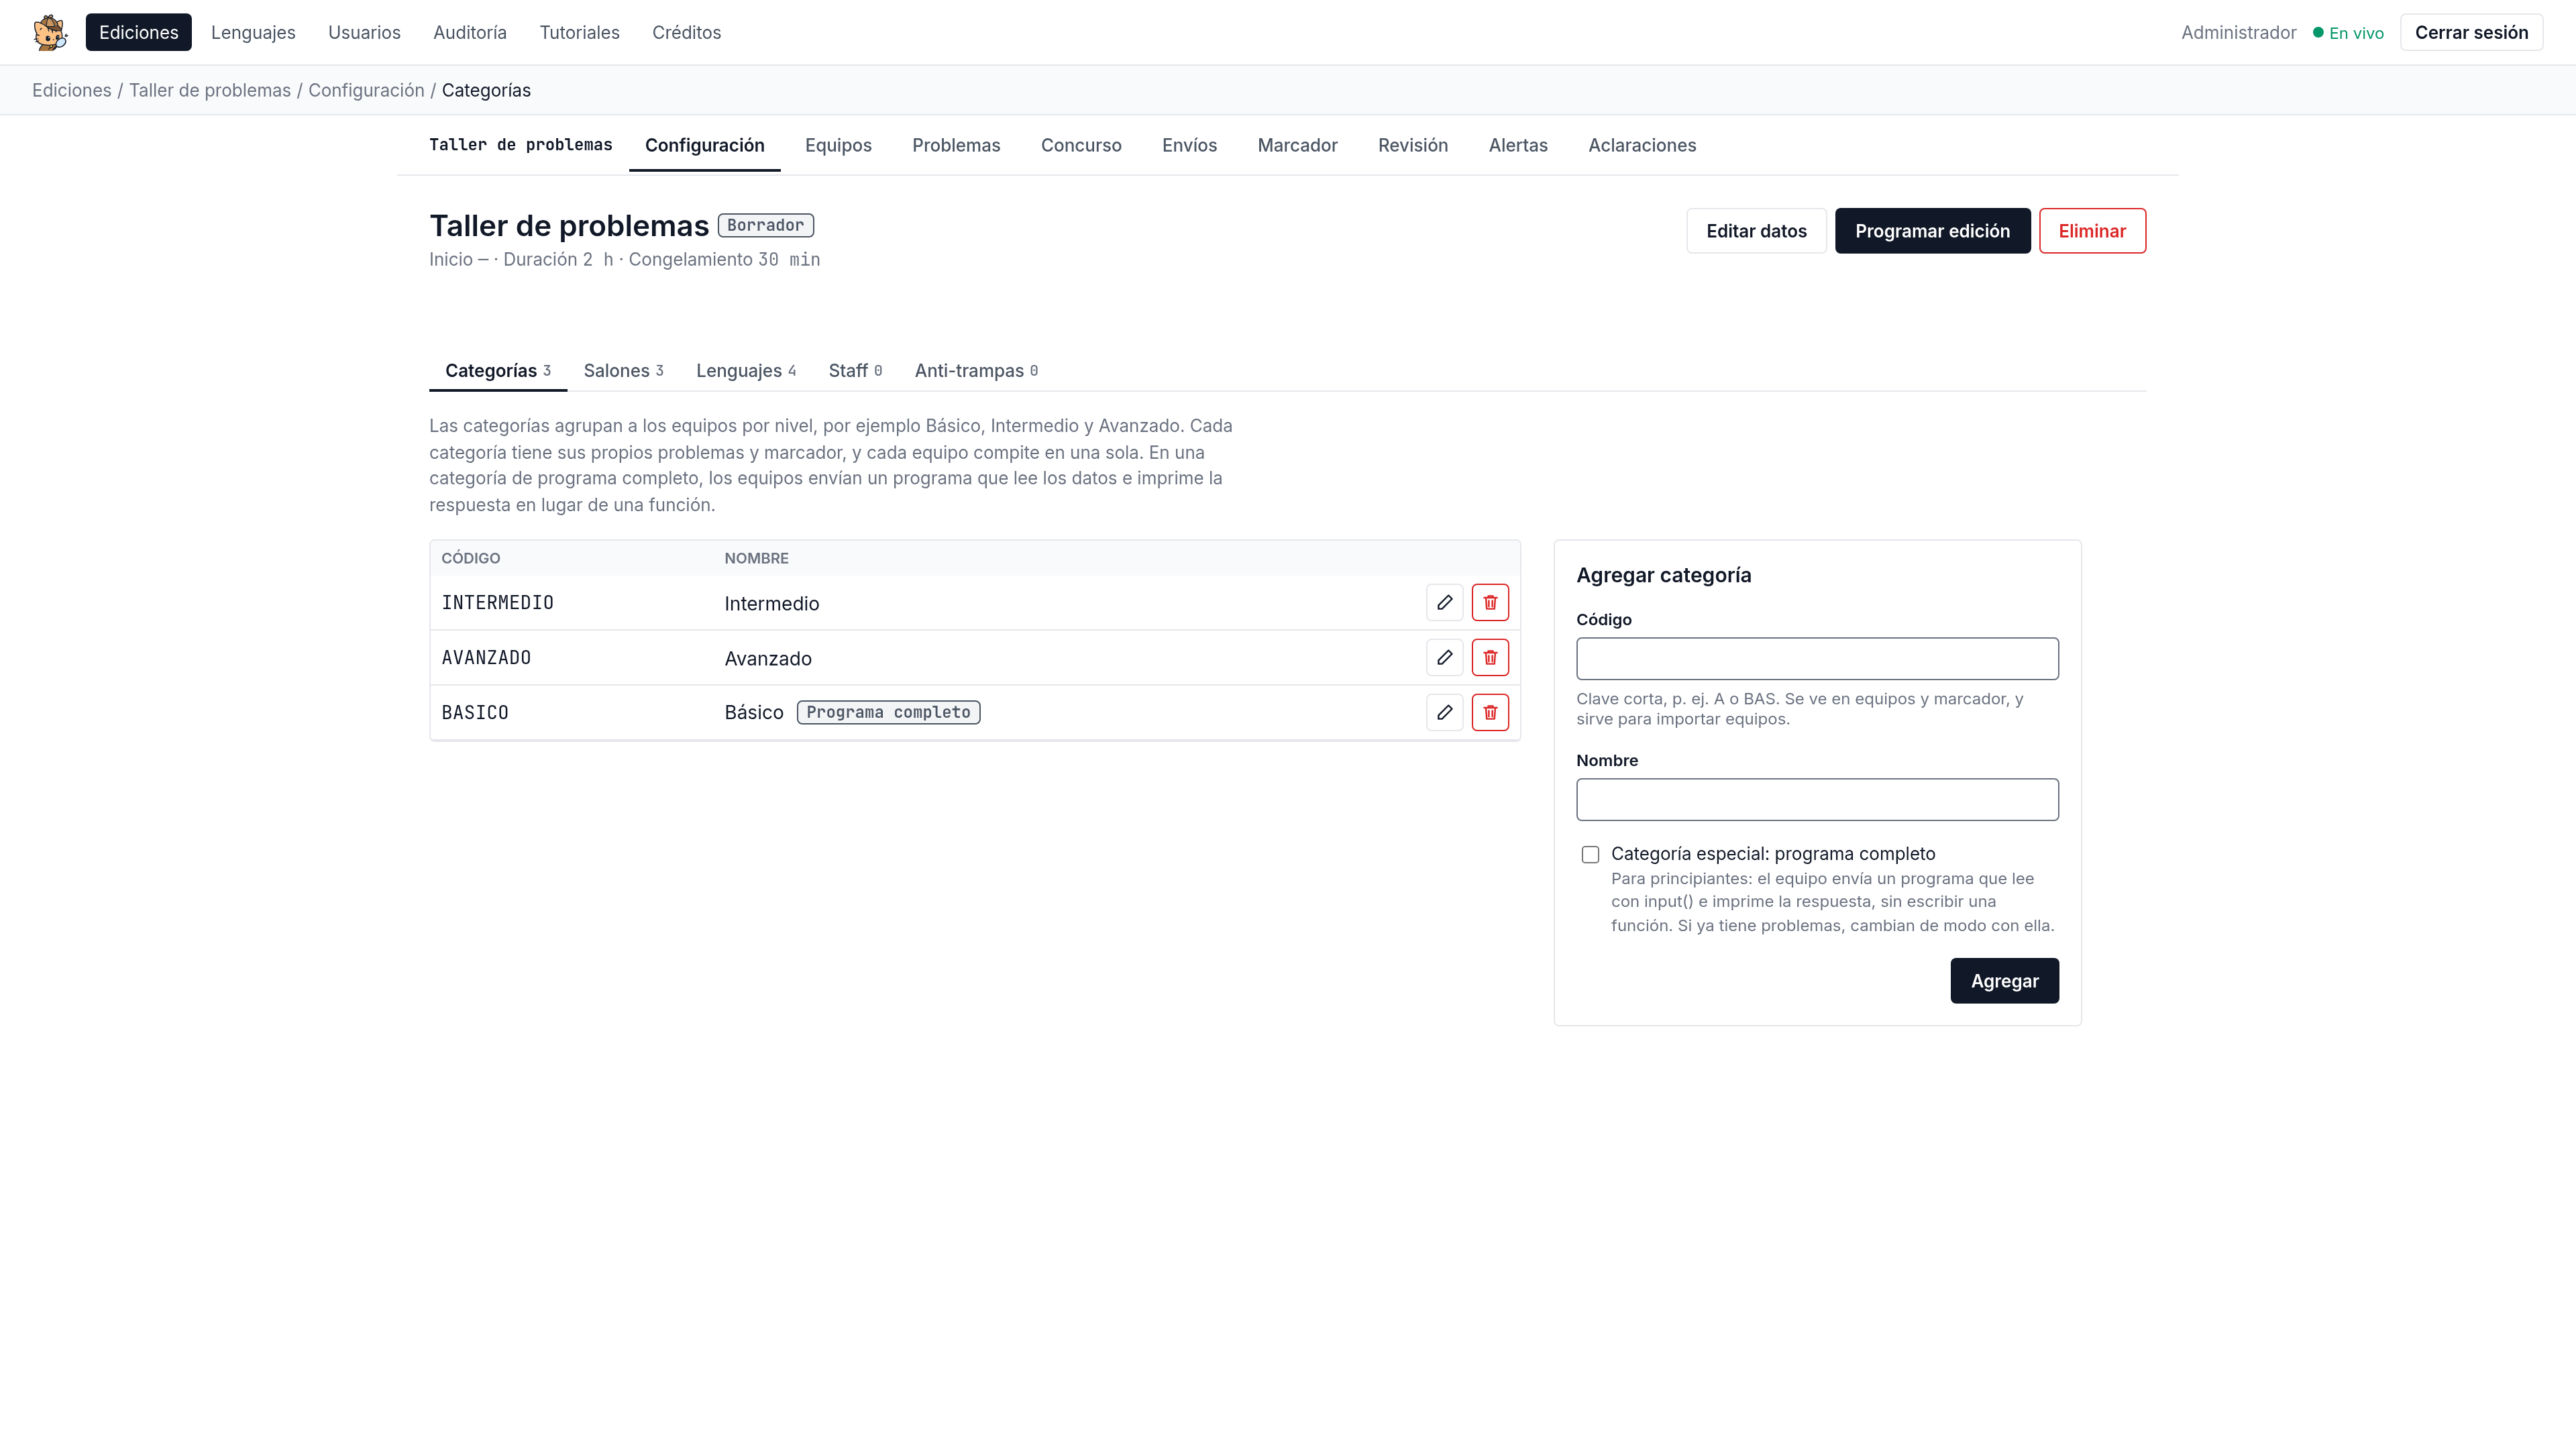 Ediciones Lenguajes Usuarios Auditoría Tutoriales Créditos Administrador En vivo Cerrar sesión
Ediciones / Taller de problemas / Configuración / Categorías
Taller de problemas Configuración Equipos Problemas Concurso Envíos Marcador Revisión Alertas Aclaraciones
Taller de problemas Borrador
Editar datos Programar edición Eliminar
Inicio — · Duración 2 h · Congelamiento 30 min
Categorías 3 Salones 3 Lenguajes 4 Staff 0 Anti-trampas 0
Las categorías agrupan a los equipos por nivel, por ejemplo Básico, Intermedio y Avanzado. Cada
categoría tiene sus propios problemas y marcador, y cada equipo compite en una sola. En una
categoría de programa completo, los equipos envían un programa que lee los datos e imprime la
respuesta en lugar de una función.
CÓDIGO NOMBRE
INTERMEDIO Intermedio
AVANZADO Avanzado
BASICO Básico Programa completo
Agregar categoría
Código
Clave corta, p. ej. A o BAS. Se ve en equipos y marcador, y
sirve para importar equipos.
Nombre
Categoría especial: programa completo
Para principiantes: el equipo envía un programa que lee
con input() e imprime la respuesta, sin escribir una
función. Si ya tiene problemas, cambian de modo con ella.
Agregar